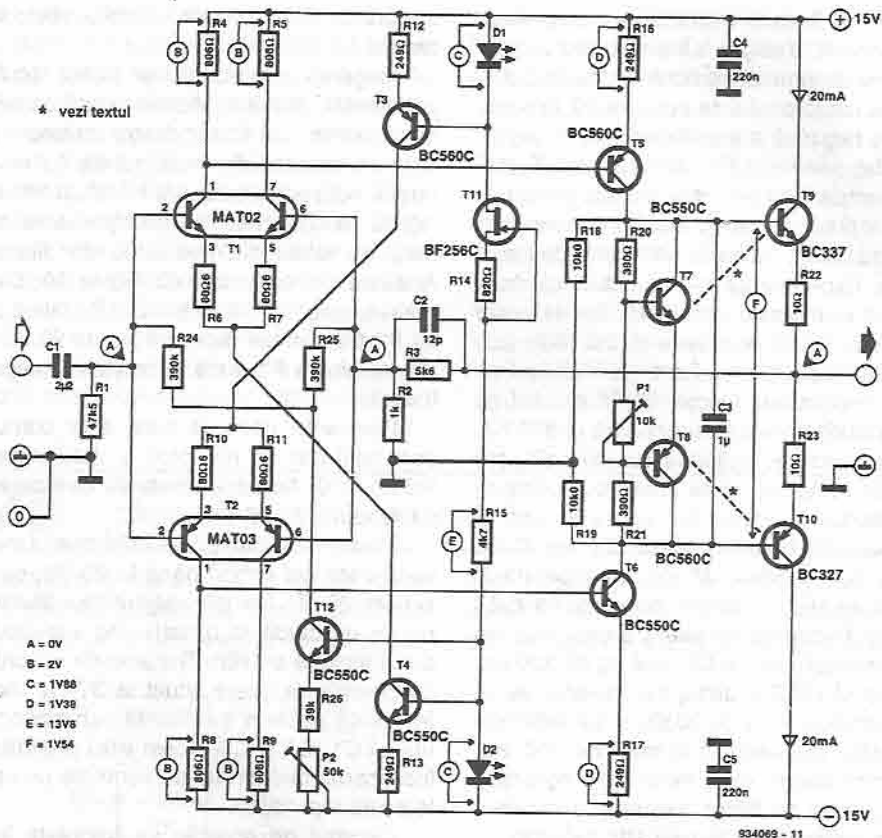 R4
806Ω
R5
806Ω
B
B
R12
249Ω
D1
C
R16
249Ω
D
C4
220n
+
15V
20mA
* vezi textul
T3
BC560C
BC560C
T5
1
7
2
MAT02
6
3
T1
5
T11
BF256C
BC550C
T9
BC337
R18
10k0
R20
390Ω
T7
*
R22
10Ω
R14
820Ω
80Ω6
80Ω6
R6
R7
C2
12p
F
R24
390k
R25
390k
A
R3
5k6
A
C1
2µ2
A
R1
47k5
R2
11k
P1
10k
C3
1µ
R10
80Ω6
R11
80Ω6
T8
*
R23
10Ω
R15
4k7
E
10k0
R19
390Ω
R21
BC560C
T10
BC327
3
T2
5
2
MAT03
6
1
7
T6
BC550C
T12
BC550C
T4
BC550C
A = 0V
B = 2V
C = 1V88
D = 1V38
E = 13V6
F = 1V54
R8
806Ω
B
R9
806Ω
B
R26
39k
P2
50k
249Ω
R13
D2
C
D
R17
249Ω
C5
220n
20mA
15V
934069 - 11